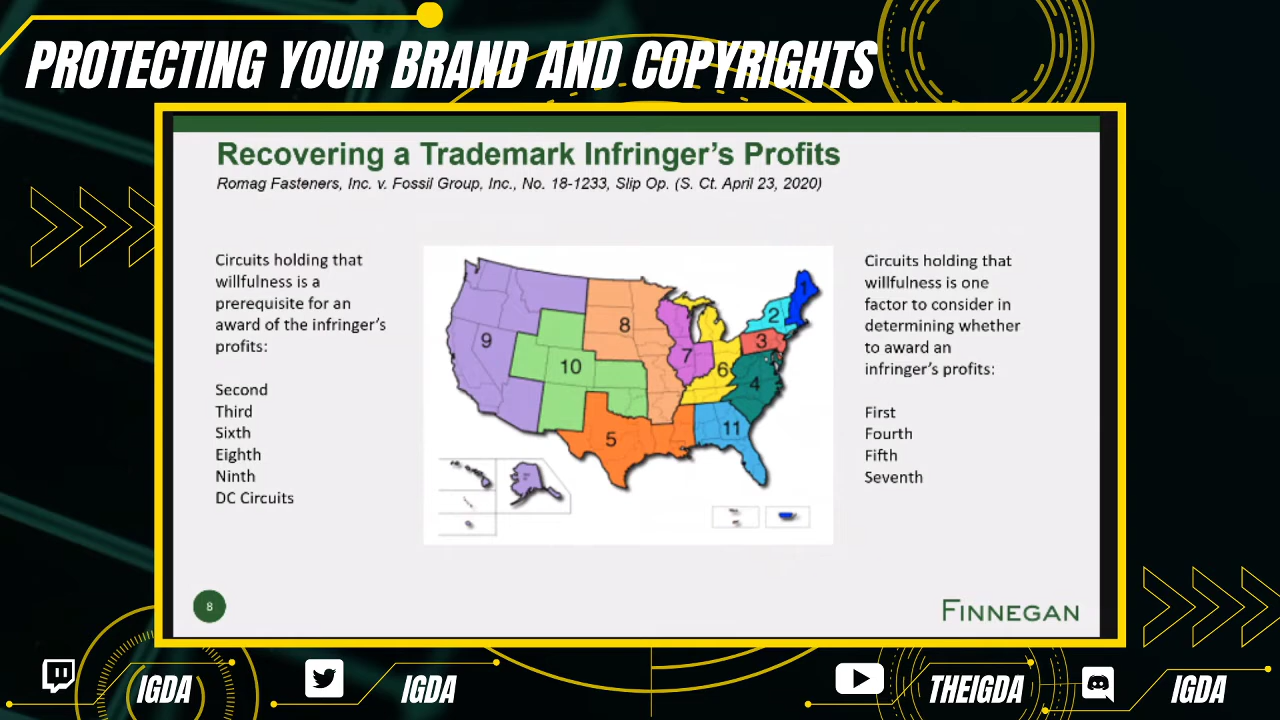 PROTECTING YOUR BRAND AND COPYRIGHTS
Recovering a Trademark Infringer's Profits
Romag Fasteners, Inc. v. Fossil Group, Inc., No. 18-1233, Slip Op. (S. Ct. April 23, 2020)
Circuits holding that
willfulness is a
prerequisite for an
award of the infringer's
profits:
Second
Third
Sixth
Eighth
Ninth
DC Circuits
1
2
3
4
5
6
7
8
9
10
11
Circuits holding that
willfulness is one
factor to consider in
determining whether
to award an
infringer's profits:
First
Fourth
Fifth
Seventh
8
FINNEGAN
IGDA
IGDA
THEIGDA
IGDA